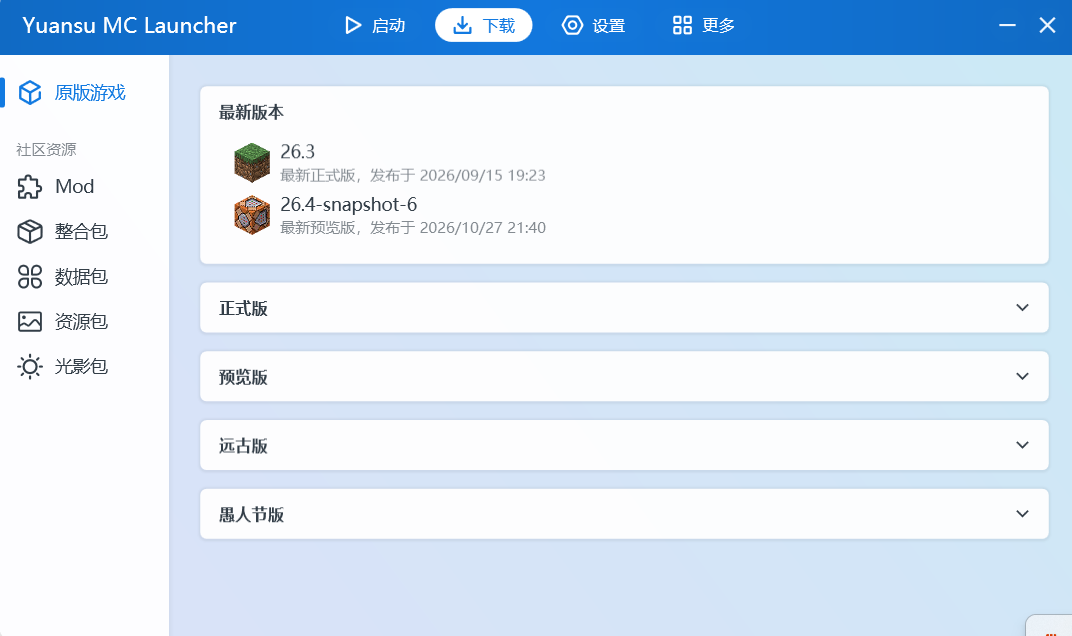 Yuansu MC Launcher
启动
下载
设置
更多
原版游戏
社区资源
Mod
整合包
数据包
资源包
光影包
最新版本
26.3
最新正式版，发布于 2026/09/15 19:23
26.4-snapshot-6
最新预览版，发布于 2026/10/27 21:40
正式版
预览版
远古版
愚人节版